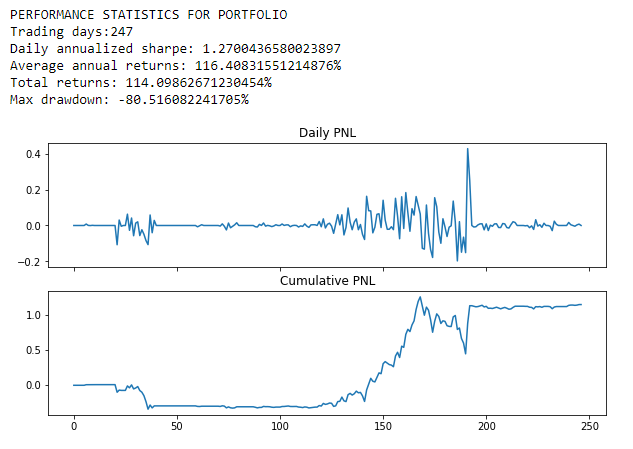 PERFORMANCE STATISTICS FOR PORTFOLIO
Trading days:247
Daily annualized sharpe: 1.2700436580023897
Average annual returns: 116.40831551214876%
Total returns: 114.09862671230454%
Max drawdown: -80.516082241705%
Daily PNL
0.4
0.2
0.0
−0.2
Cumulative PNL
1.0
0.5
0.0
0 50 100 150 200 250